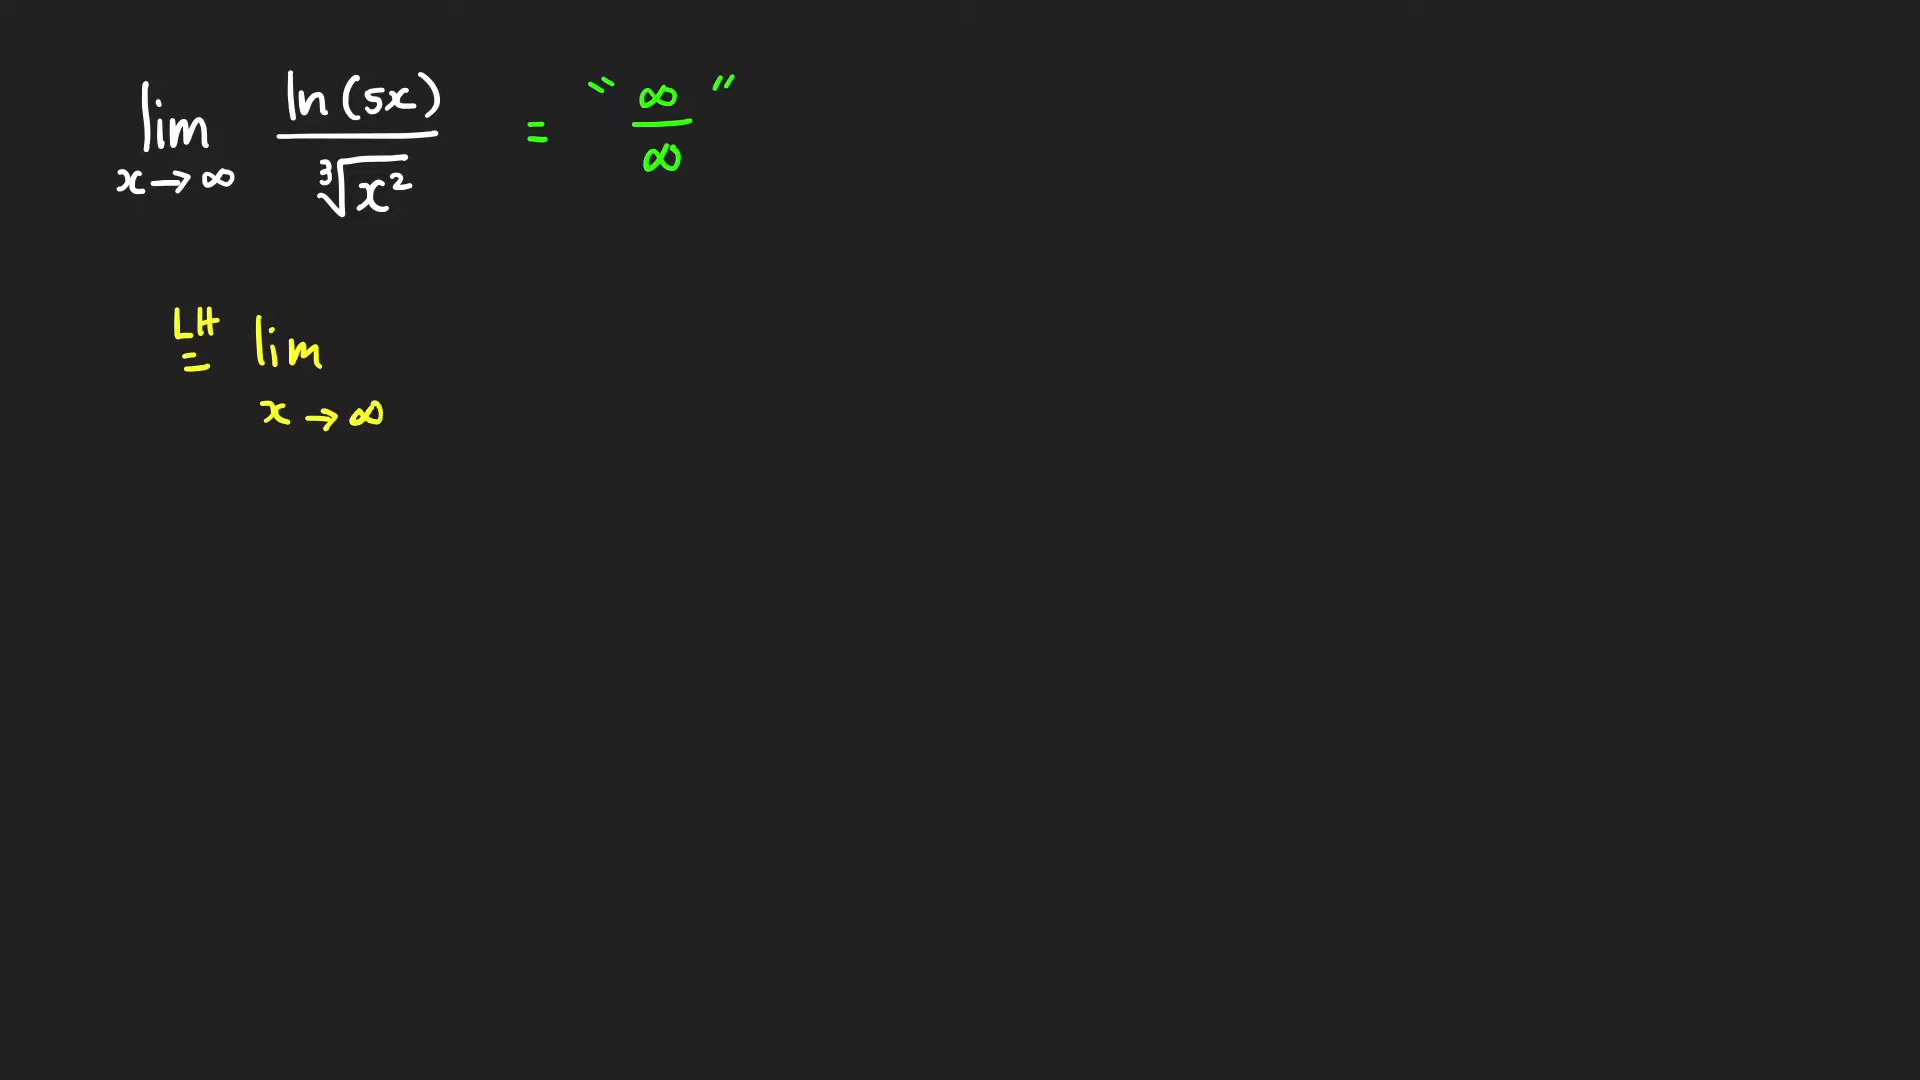 lim x→∞ ln(5x) / ∛x² = "∞/∞"
LH = lim x→∞